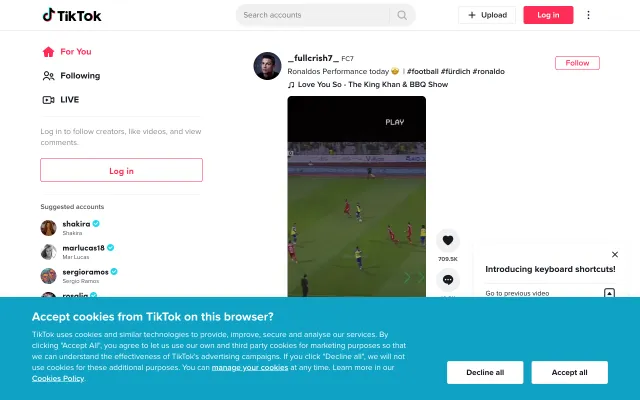 TikTok
Search accounts
Upload
Log in
For You
Following
LIVE
Log in to follow creators, like videos, and view
comments.
Log in
Suggested accounts
shakira
Shakira
marlucas18
Mar Lucas
sergioramos
Sergio Ramos
rosalia
_fullcrish7_ FC7
Follow
Ronaldos Performance today 🤩 | #football #fürdich #ronaldo
♫ Love You So - The King Khan & BBQ Show
PLAY
709.5K
Introducing keyboard shortcuts!
Go to previous video
Accept cookies from TikTok on this browser?
TikTok uses cookies and similar technologies to provide, improve, secure and analyse our services. By
clicking "Accept All", you agree to let us use our own and third party cookies for marketing purposes so that
we can understand the effectiveness of TikTok's advertising campaigns. If you click "Decline all", we will not
use cookies for these additional purposes. You can manage your cookies at any time. Learn more in our
Cookies Policy.
Decline all
Accept all